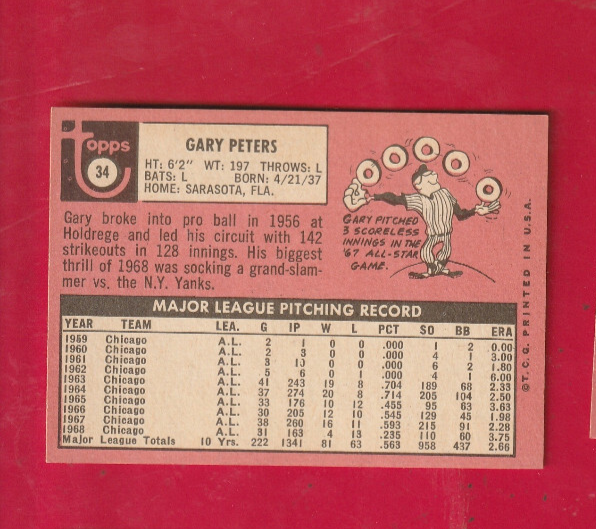 topps
34
GARY PETERS
HT: 6'2" WT: 197 THROWS: L
BATS: L BORN: 4/21/37
HOME: SARASOTA, FLA.
Gary broke into pro ball in 1956 at
Holdrege and led his circuit with 142
strikeouts in 128 innings. His biggest
thrill of 1968 was socking a grand-slam-
mer vs. the N.Y. Yanks.
GARY PITCHED
3 SCORELESS
INNINGS IN THE
'67 ALL-STAR
GAME.
MAJOR LEAGUE PITCHING RECORD
YEAR TEAM LEA. G IP W L PCT SO BB ERA
1959 Chicago A.L. 2 1 0 0 .000 1 2 0.00
1960 Chicago A.L. 2 3 0 0 .000 4 1 3.00
1961 Chicago A.L. 3 10 0 0 .000 6 2 1.80
1962 Chicago A.L. 5 6 0 1 .000 4 1 6.00
1963 Chicago A.L. 41 243 19 8 .704 189 68 2.33
1964 Chicago A.L. 37 274 20 8 .714 205 104 2.50
1965 Chicago A.L. 33 176 10 12 .455 95 63 3.63
1966 Chicago A.L. 30 205 12 10 .545 129 45 1.98
1967 Chicago A.L. 38 260 16 11 .593 215 91 2.28
1968 Chicago A.L. 31 163 4 13 .235 110 60 3.75
Major League Totals 10 Yrs. 222 1341 81 63 .563 958 437 2.66
©T.C.G. PRINTED IN U.S.A.